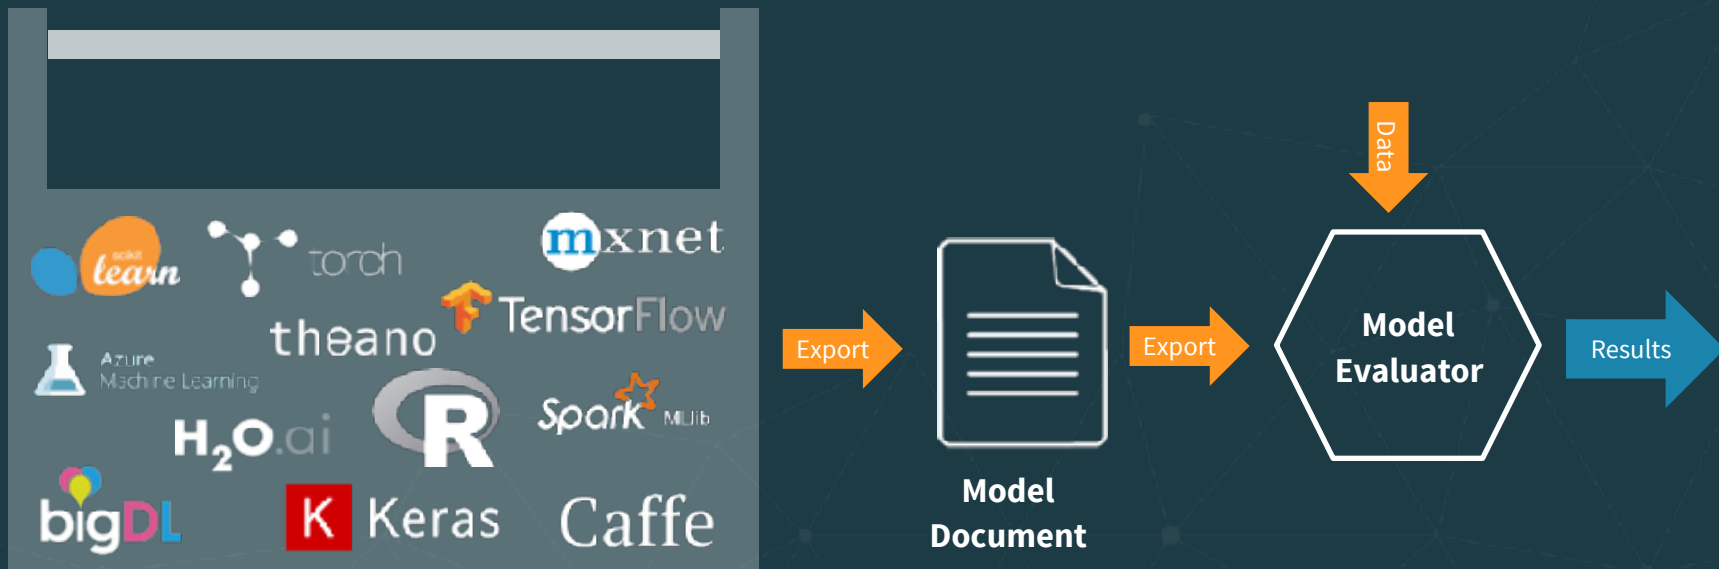 scikit
learn
torch
mxnet
theano
TensorFlow
Azure
Machine Learning
H2O.ai
R
Spark MLlib
bigDL
K Keras
Caffe
Export
Model
Document
Export
Data
Model
Evaluator
Results